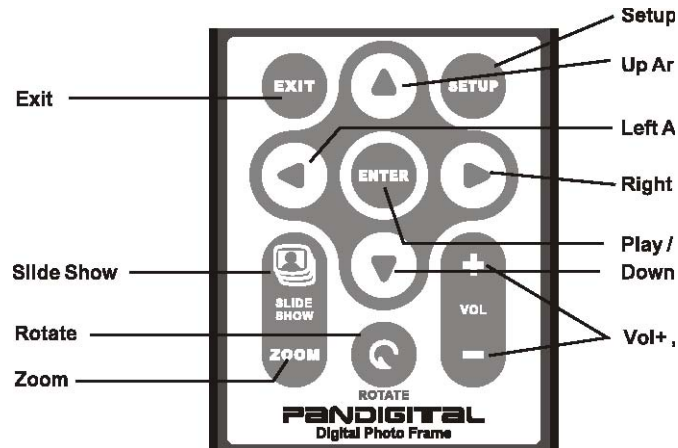 Setup
Up Ar
Exit
Left A
Right
Play /
Down
Slide Show
Vol+ ,
Rotate
Zoom
EXIT
SETUP
ENTER
SLIDE
SHOW
VOL
ZOOM
ROTATE
PANDIGITAL
Digital Photo Frame